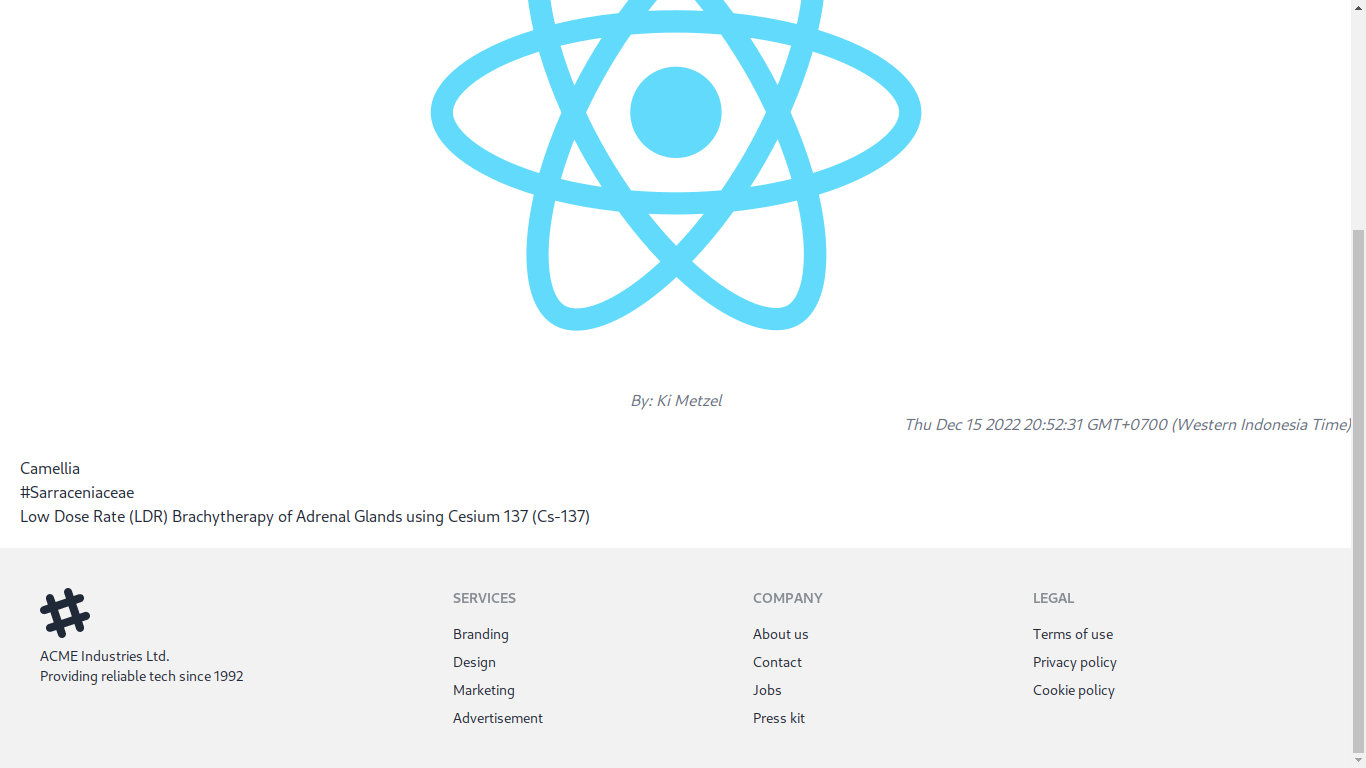 By: Ki Metzel
Thu Dec 15 2022 20:52:31 GMT+0700 (Western Indonesia Time)
Camellia
#Sarraceniaceae
Low Dose Rate (LDR) Brachytherapy of Adrenal Glands using Cesium 137 (Cs-137)
ACME Industries Ltd.
Providing reliable tech since 1992
SERVICES
Branding
Design
Marketing
Advertisement
COMPANY
About us
Contact
Jobs
Press kit
LEGAL
Terms of use
Privacy policy
Cookie policy